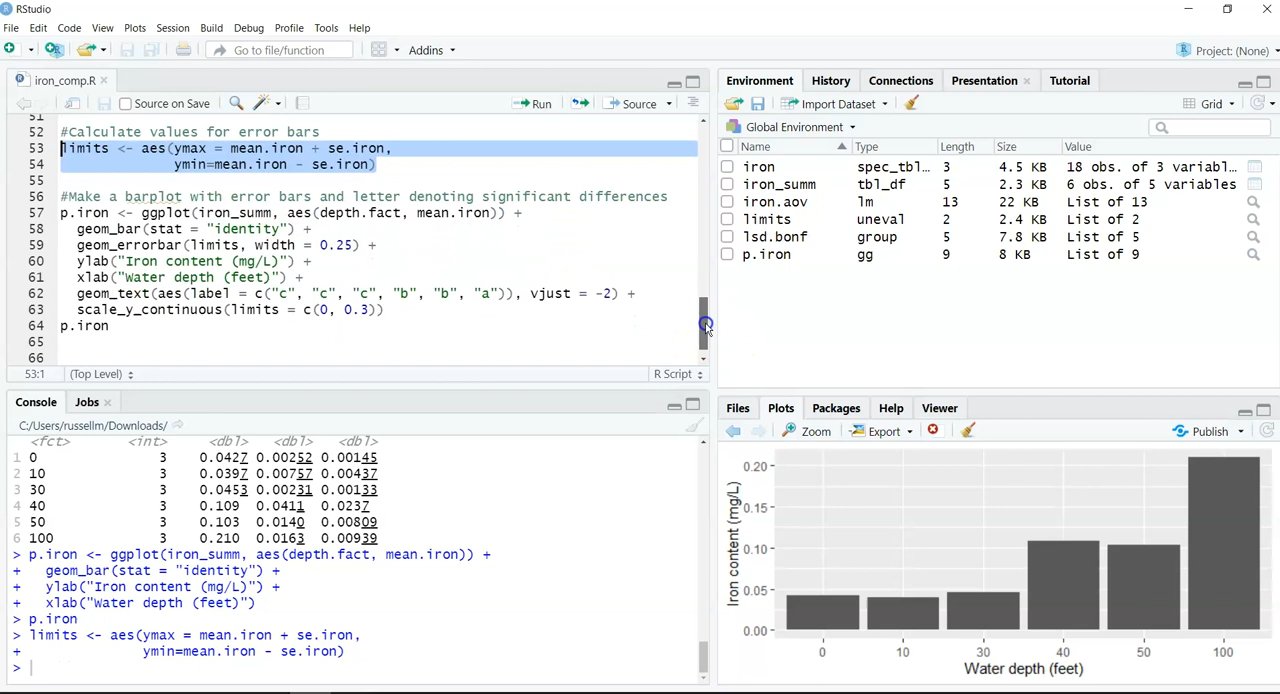 RStudio
File Edit Code View Plots Session Build Debug Profile Tools Help
Go to file/function Addins Project: (None)
iron_comp.R
Source on Save Run Source
51
52 #Calculate values for error bars
53 limits <- aes(ymax = mean.iron + se.iron,
54 ymin=mean.iron - se.iron)
55
56 #Make a barplot with error bars and letter denoting significant differences
57 p.iron <- ggplot(iron_summ, aes(depth.fact, mean.iron)) +
58 geom_bar(stat = "identity") +
59 geom_errorbar(limits, width = 0.25) +
60 ylab("Iron content (mg/L)") +
61 xlab("Water depth (feet)") +
62 geom_text(aes(label = c("c", "c", "c", "b", "b", "a")), vjust = -2) +
63 scale_y_continuous(limits = c(0, 0.3))
64 p.iron
65
66
53:1 (Top Level) R Script
Console Jobs
C:/Users/russellm/Downloads/
<fct> <int> <dbl> <dbl> <dbl>
1 0 3 0.0427 0.00252 0.00145
2 10 3 0.0397 0.00757 0.00437
3 30 3 0.0453 0.00231 0.00133
4 40 3 0.109 0.0411 0.0237
5 50 3 0.103 0.0140 0.00809
6 100 3 0.210 0.0163 0.00939
> p.iron <- ggplot(iron_summ, aes(depth.fact, mean.iron)) +
+ geom_bar(stat = "identity") +
+ ylab("Iron content (mg/L)") +
+ xlab("Water depth (feet)")
> p.iron
> limits <- aes(ymax = mean.iron + se.iron,
+ ymin=mean.iron - se.iron)
>
Environment History Connections Presentation Tutorial
Import Dataset Grid
Global Environment
Name Type Length Size Value
iron spec_tbl… 3 4.5 KB 18 obs. of 3 variabl…
iron_summ tbl_df 5 2.3 KB 6 obs. of 5 variables
iron.aov lm 13 22 KB List of 13
limits uneval 2 2.4 KB List of 2
lsd.bonf group 5 7.8 KB List of 5
p.iron gg 9 8 KB List of 9
Files Plots Packages Help Viewer
Zoom Export Publish
Iron content (mg/L)
0.20
0.15
0.10
0.05
0.00
0 10 30 40 50 100
Water depth (feet)